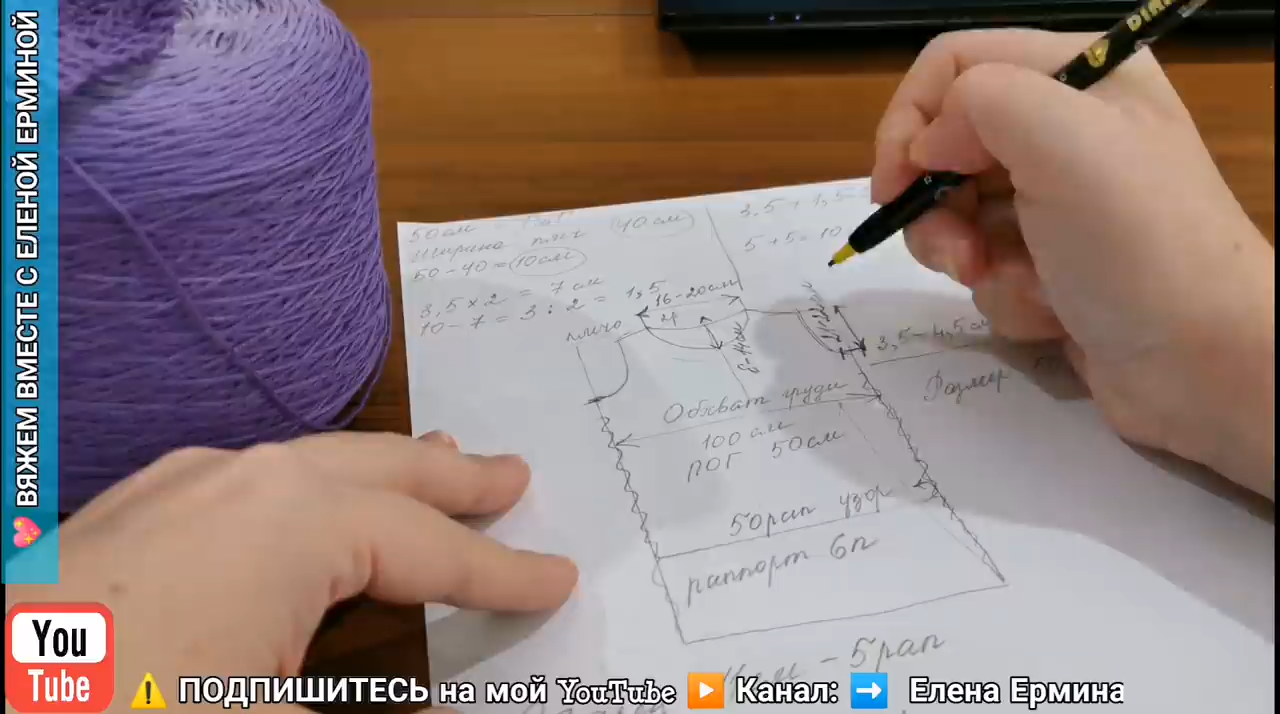 ВЯЖЕМ ВМЕСТЕ С ЕЛЕНОЙ ЕРМИНОЙ
50см
ширина плеч 40см
50-40=10см
3,5×2 = 7см
10-7=3:2= 1,5
3,5+1,5
5+5=10
16-20см
плечо
3,5-4,5см
Размер
Обхват груди
100см
ПОГ 50см
50рап узор
раппорт 6п
- 5рап
You
Tube
ПОДПИШИТЕСЬ на мой YouTube Канал: Елена Ермина